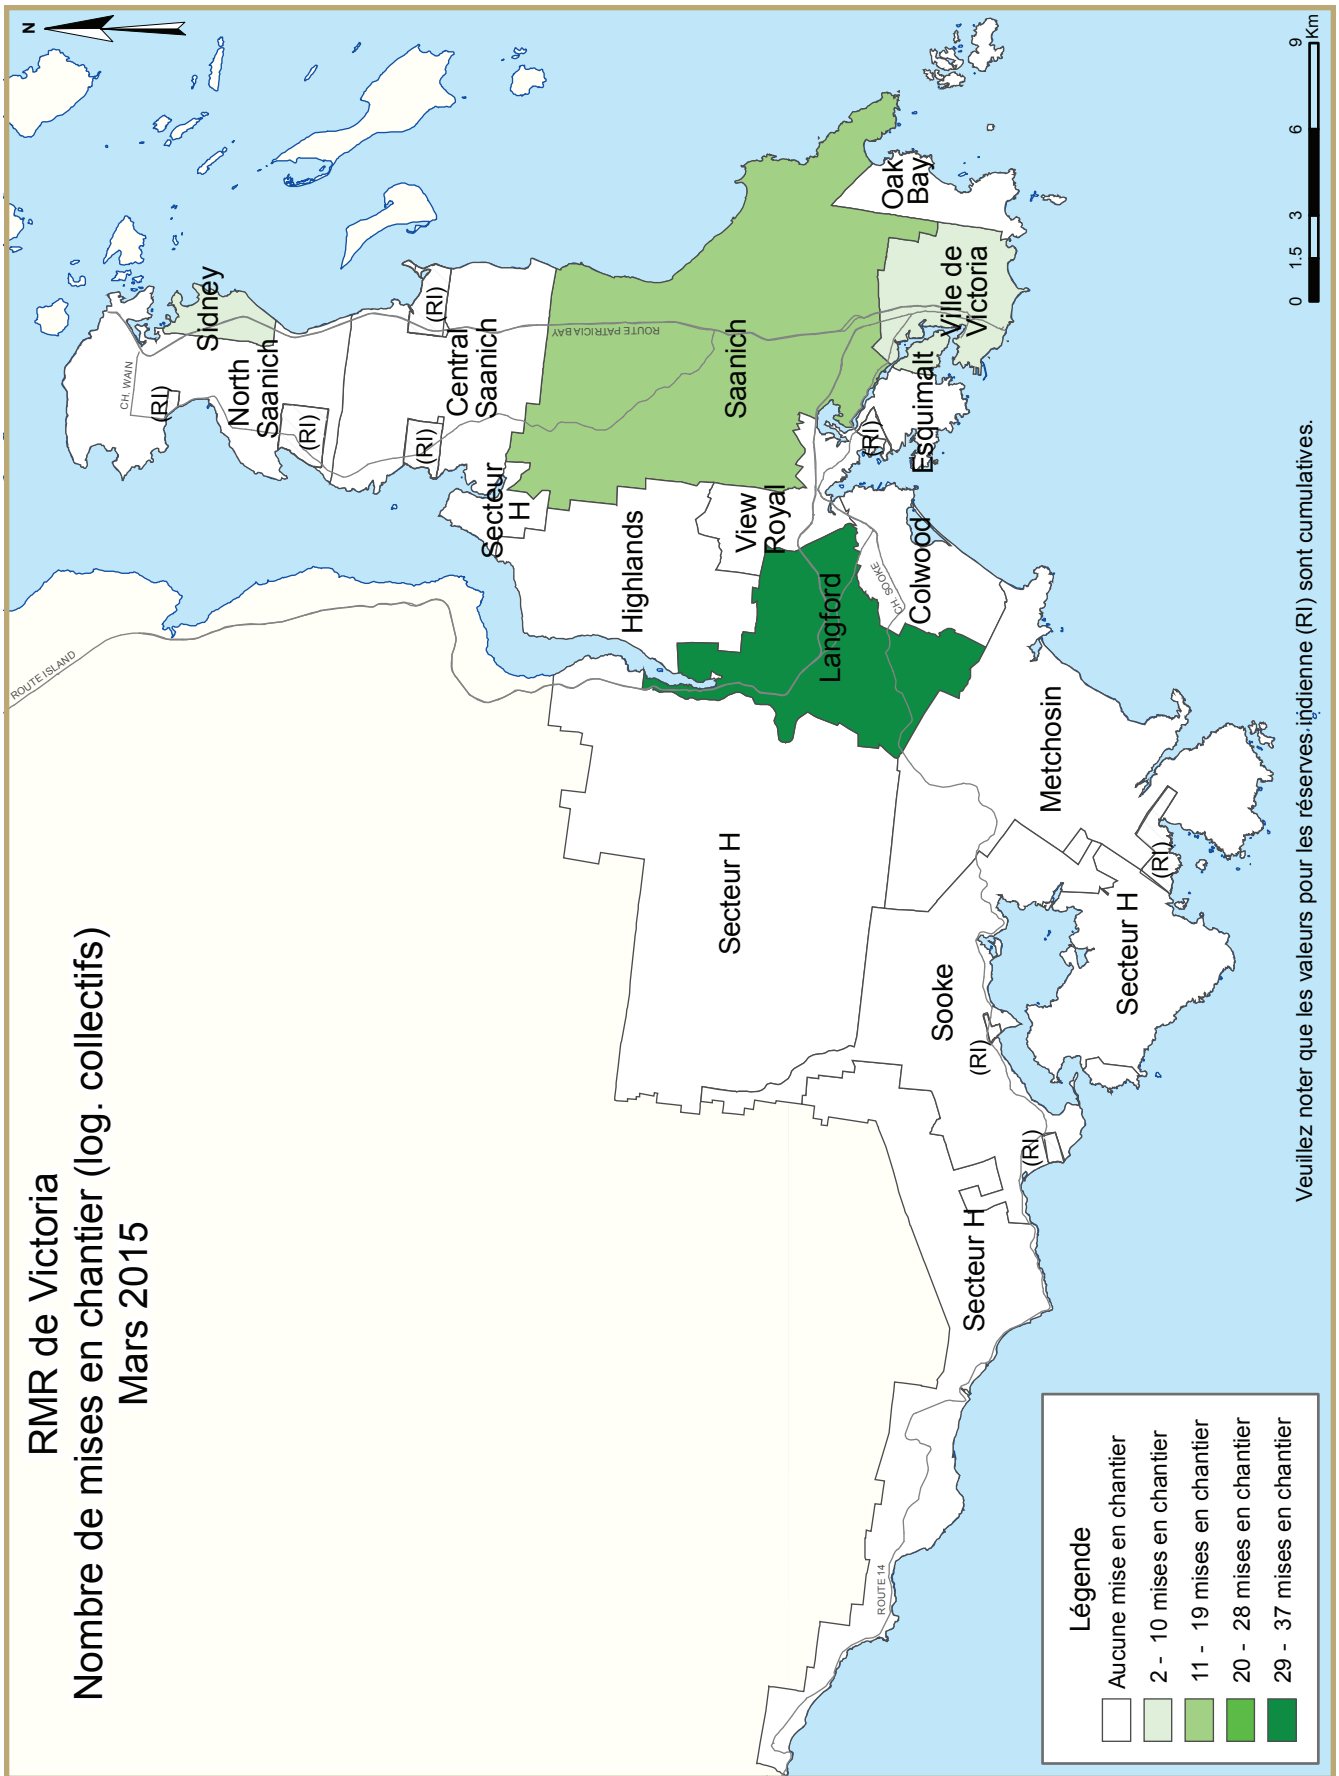 RMR de Victoria
Nombre de mises en chantier (log. collectifs)
Mars 2015
N
ROUTE ISLAND
CH. WAIN
Sidney
(RI)
North
Saanich
(RI)
(RI)
Central
Saanich
(RI)
Secteur
H
ROUTE PATRICIA BAY
Saanich
Highlands
View
Royal
Oak
Bay
Ville de
Victoria
Esquimalt
(RI)
Langford
CH. SOOKE
Colwood
Metchosin
(RI)
Secteur H
Secteur H
Sooke
(RI)
(RI)
Secteur H
ROUTE 14
Légende
Aucune mise en chantier
2 - 10 mises en chantier
11 - 19 mises en chantier
20 - 28 mises en chantier
29 - 37 mises en chantier
Veuillez noter que les valeurs pour les réserves indienne (RI) sont cumulatives.
0 1.5 3 6 9
Km